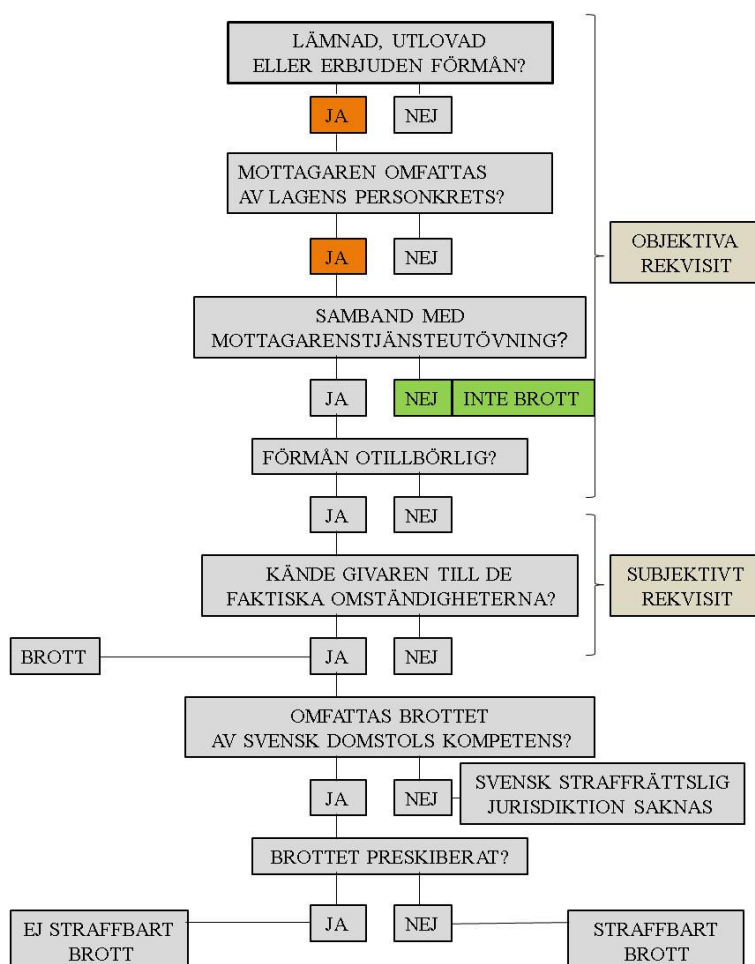 LÄMNAD, UTLOVAD
ELLER ERBJUDEN FÖRMÅN?
JA
NEJ
MOTTAGAREN OMFATTAS
AV LAGENS PERSONKRETS?
OBJEKTIVA
REKVISIT
JA
NEJ
SAMBAND MED
MOTTAGARENSTJÄNSTEUTÖVNING?
JA
NEJ
INTE BROTT
FÖRMÅN OTILLBÖRLIG?
JA
NEJ
KÄNDE GIVAREN TILL DE
FAKTISKA OMSTÄNDIGHETERNA?
SUBJEKTIVT
REKVISIT
BROTT
JA
NEJ
OMFATTAS BROTTET
AV SVENSK DOMSTOLS KOMPETENS?
JA
NEJ
SVENSK STRAFFRÄTTSLIG
JURISDIKTION SAKNAS
BROTTET PRESKIBERAT?
EJ STRAFFBART
BROTT
JA
NEJ
STRAFFBART
BROTT